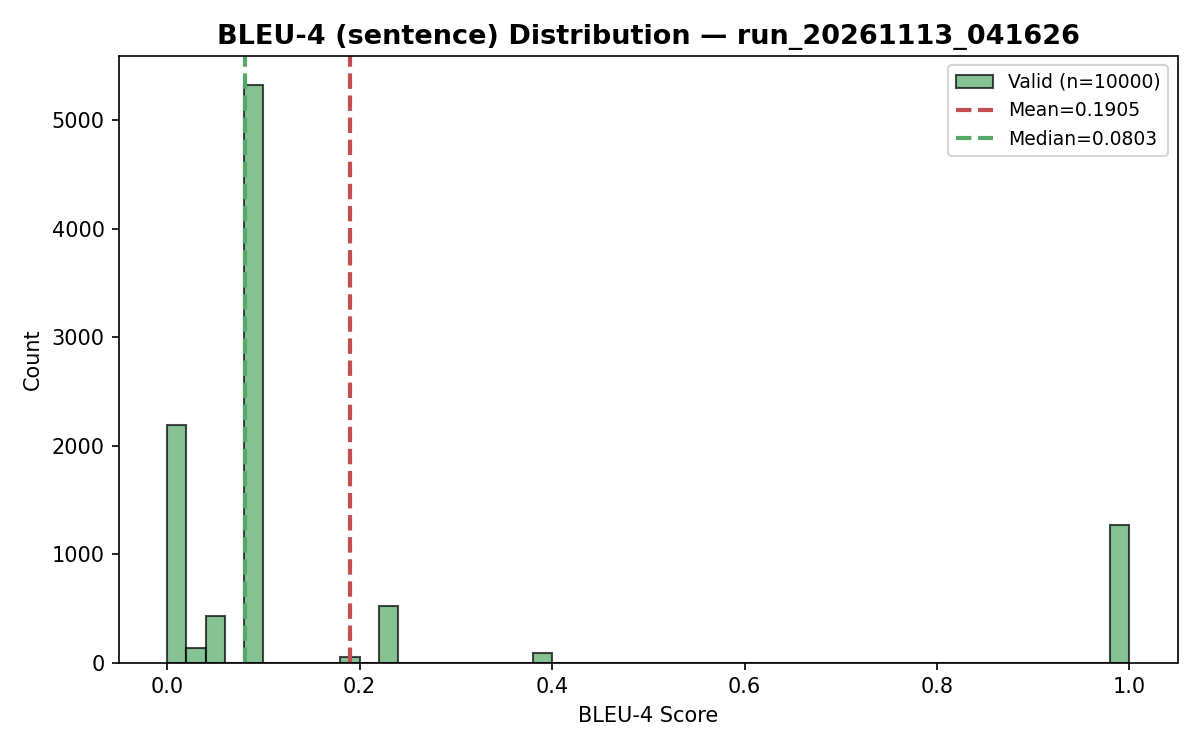 BLEU-4 (sentence) Distribution — run_20261113_041626
Valid (n=10000)
Mean=0.1905
Median=0.0803
Count
5000
4000
3000
2000
1000
0
0.0 0.2 0.4 0.6 0.8 1.0
BLEU-4 Score